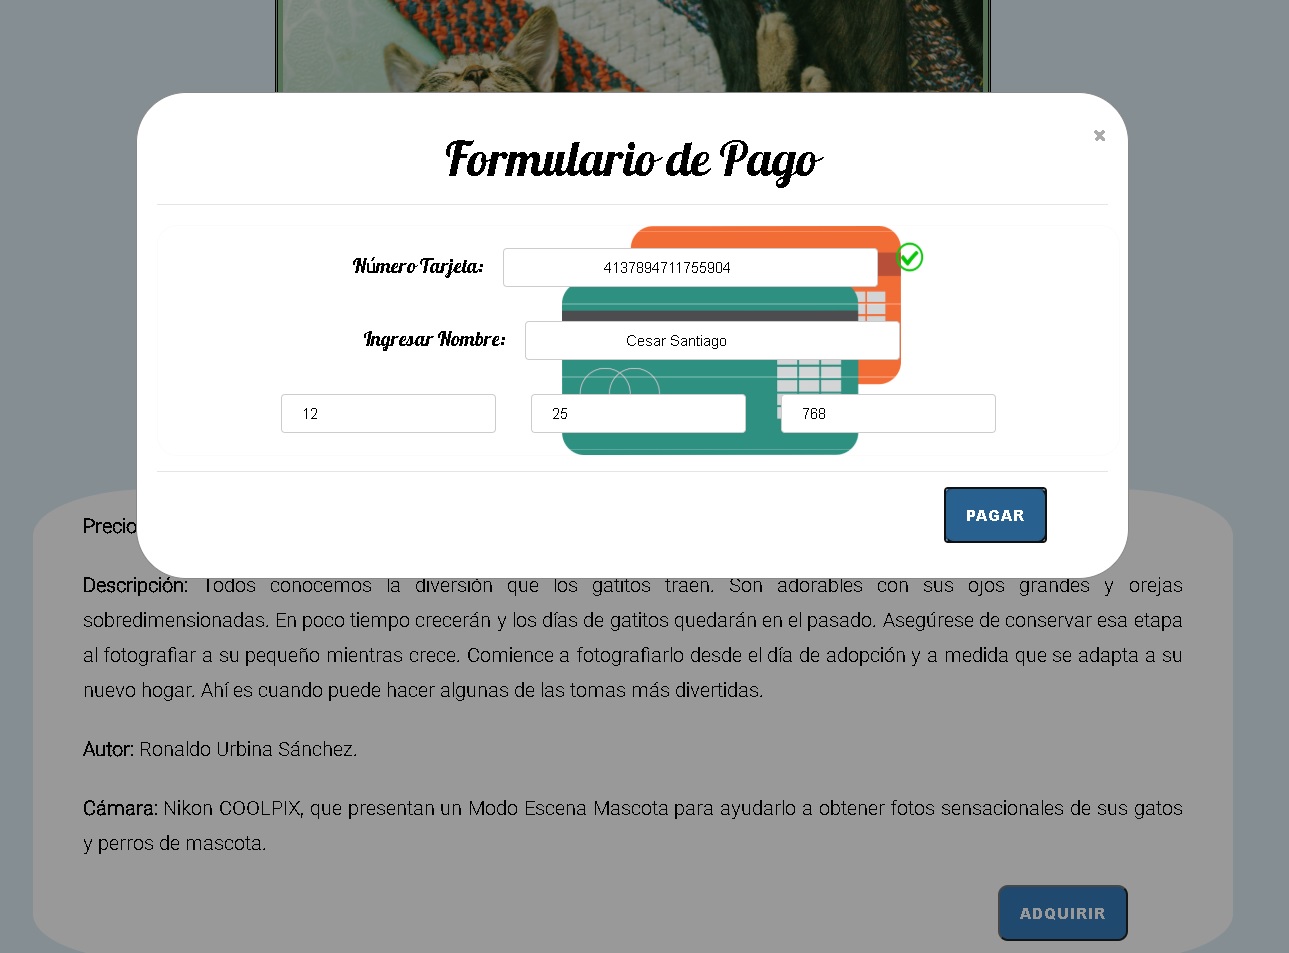 Formulario de Pago
×
Número Tarjeta: 4137894711755904
Ingresar Nombre: Cesar Santiago
12 25 768
PAGAR
Precio
Descripción: Todos conocemos la diversión que los gatitos traen. Son adorables con sus ojos grandes y orejas
sobredimensionadas. En poco tiempo crecerán y los días de gatitos quedarán en el pasado. Asegúrese de conservar esa etapa
al fotografiar a su pequeño mientras crece. Comience a fotografiarlo desde el día de adopción y a medida que se adapta a su
nuevo hogar. Ahí es cuando puede hacer algunas de las tomas más divertidas.
Autor: Ronaldo Urbina Sánchez.
Cámara: Nikon COOLPIX, que presentan un Modo Escena Mascota para ayudarlo a obtener fotos sensacionales de sus gatos
y perros de mascota.
ADQUIRIR